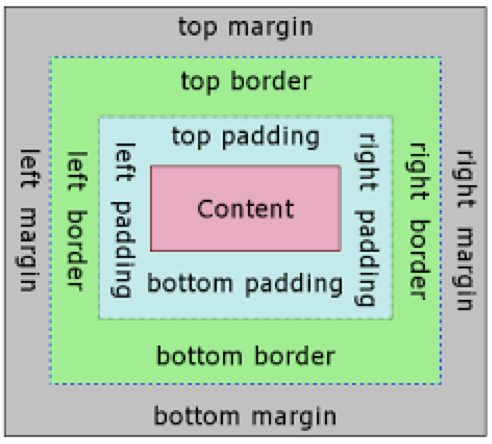 top margin
top border
top padding
left margin
left border
left padding
Content
right padding
right border
right margin
bottom padding
bottom border
bottom margin